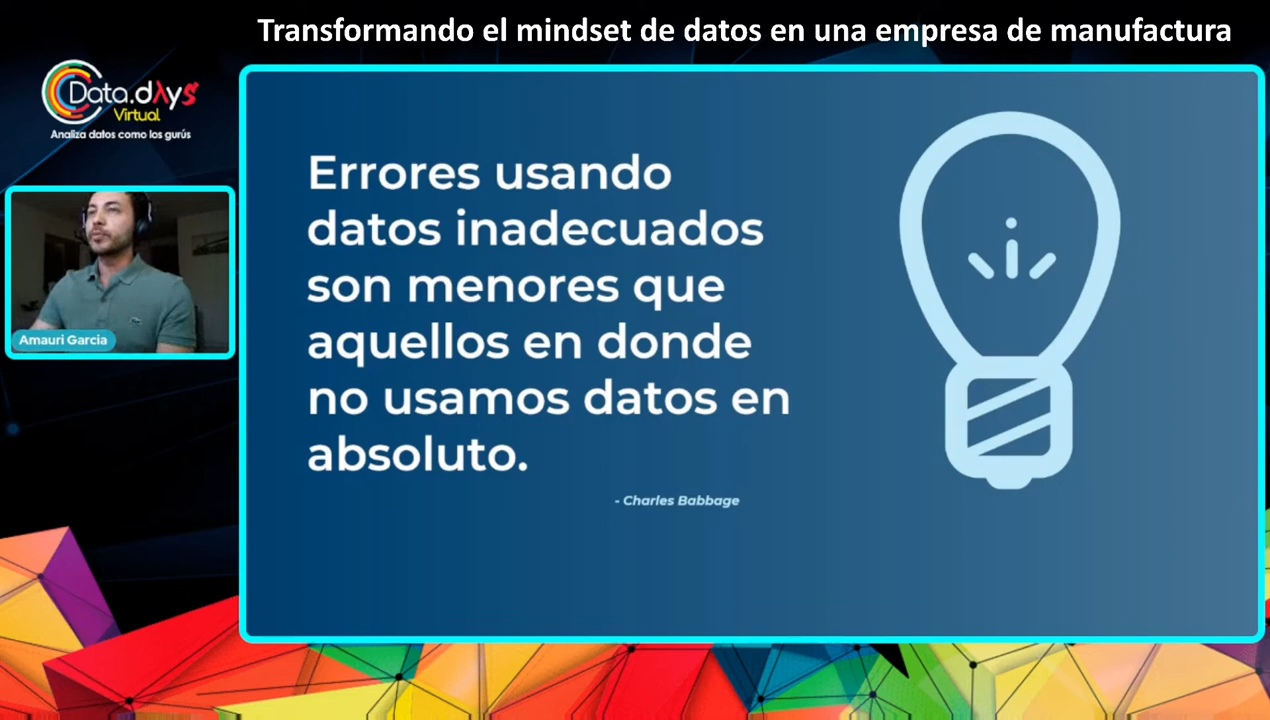 Transformando el mindset de datos en una empresa de manufactura
Data.dAys
Virtual
Analiza datos como los gurús
Errores usando
datos inadecuados
son menores que
aquellos en donde
no usamos datos en
absoluto.
- Charles Babbage
Amauri Garcia